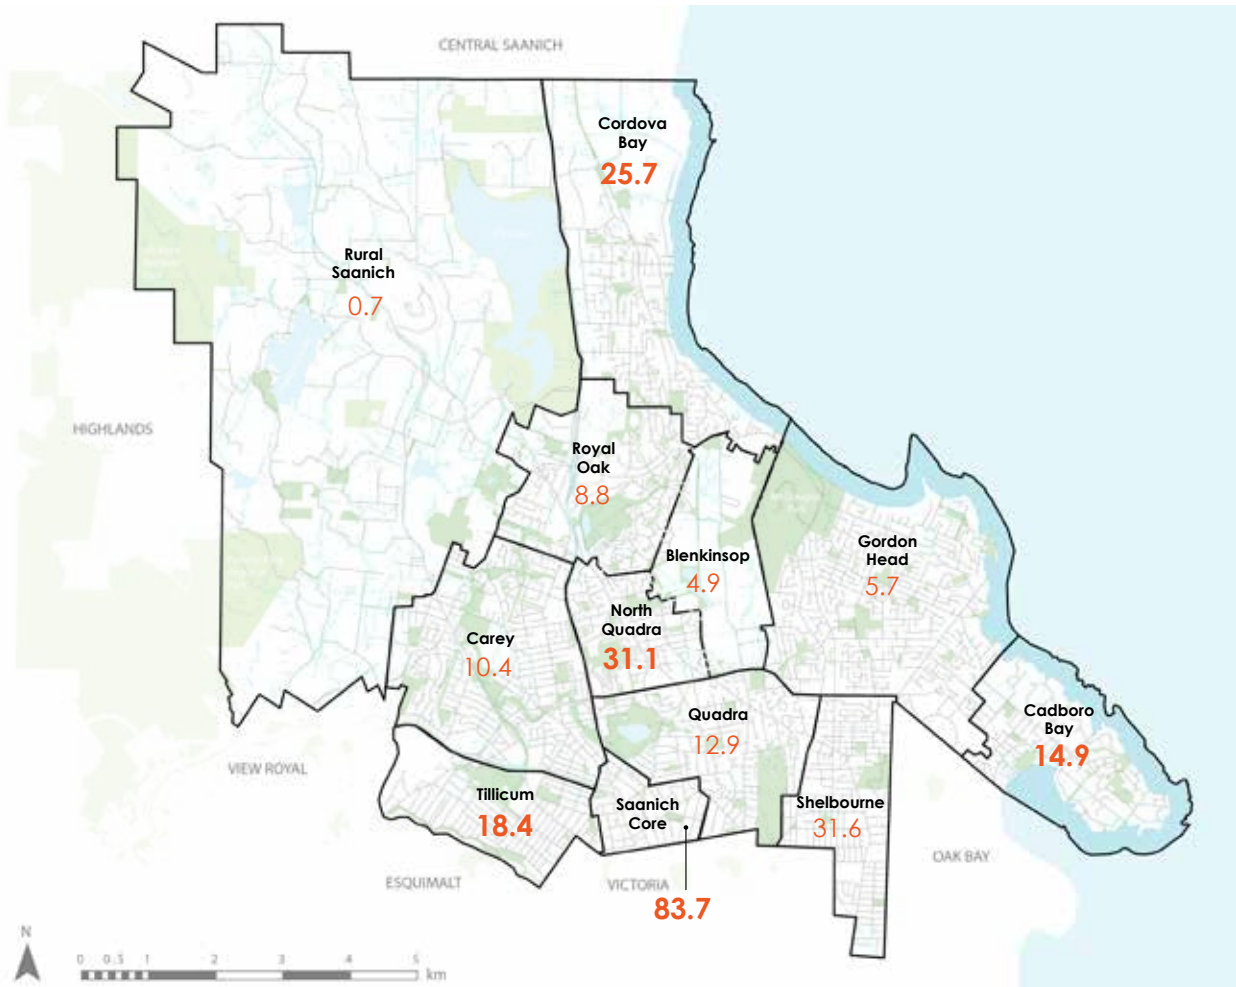 CENTRAL SAANICH
Cordova
Bay
25.7
Rural
Saanich
0.7
HIGHLANDS
Royal
Oak
8.8
Blenkinsop
4.9
Gordon
Head
5.7
North
Quadra
31.1
Carey
10.4
Quadra
12.9
Cadboro
Bay
14.9
VIEW ROYAL
Tillicum
18.4
Saanich
Core
83.7
Shelbourne
31.6
OAK BAY
ESQUIMALT
VICTORIA
N
0 0.5 1 2 3 4 5
km